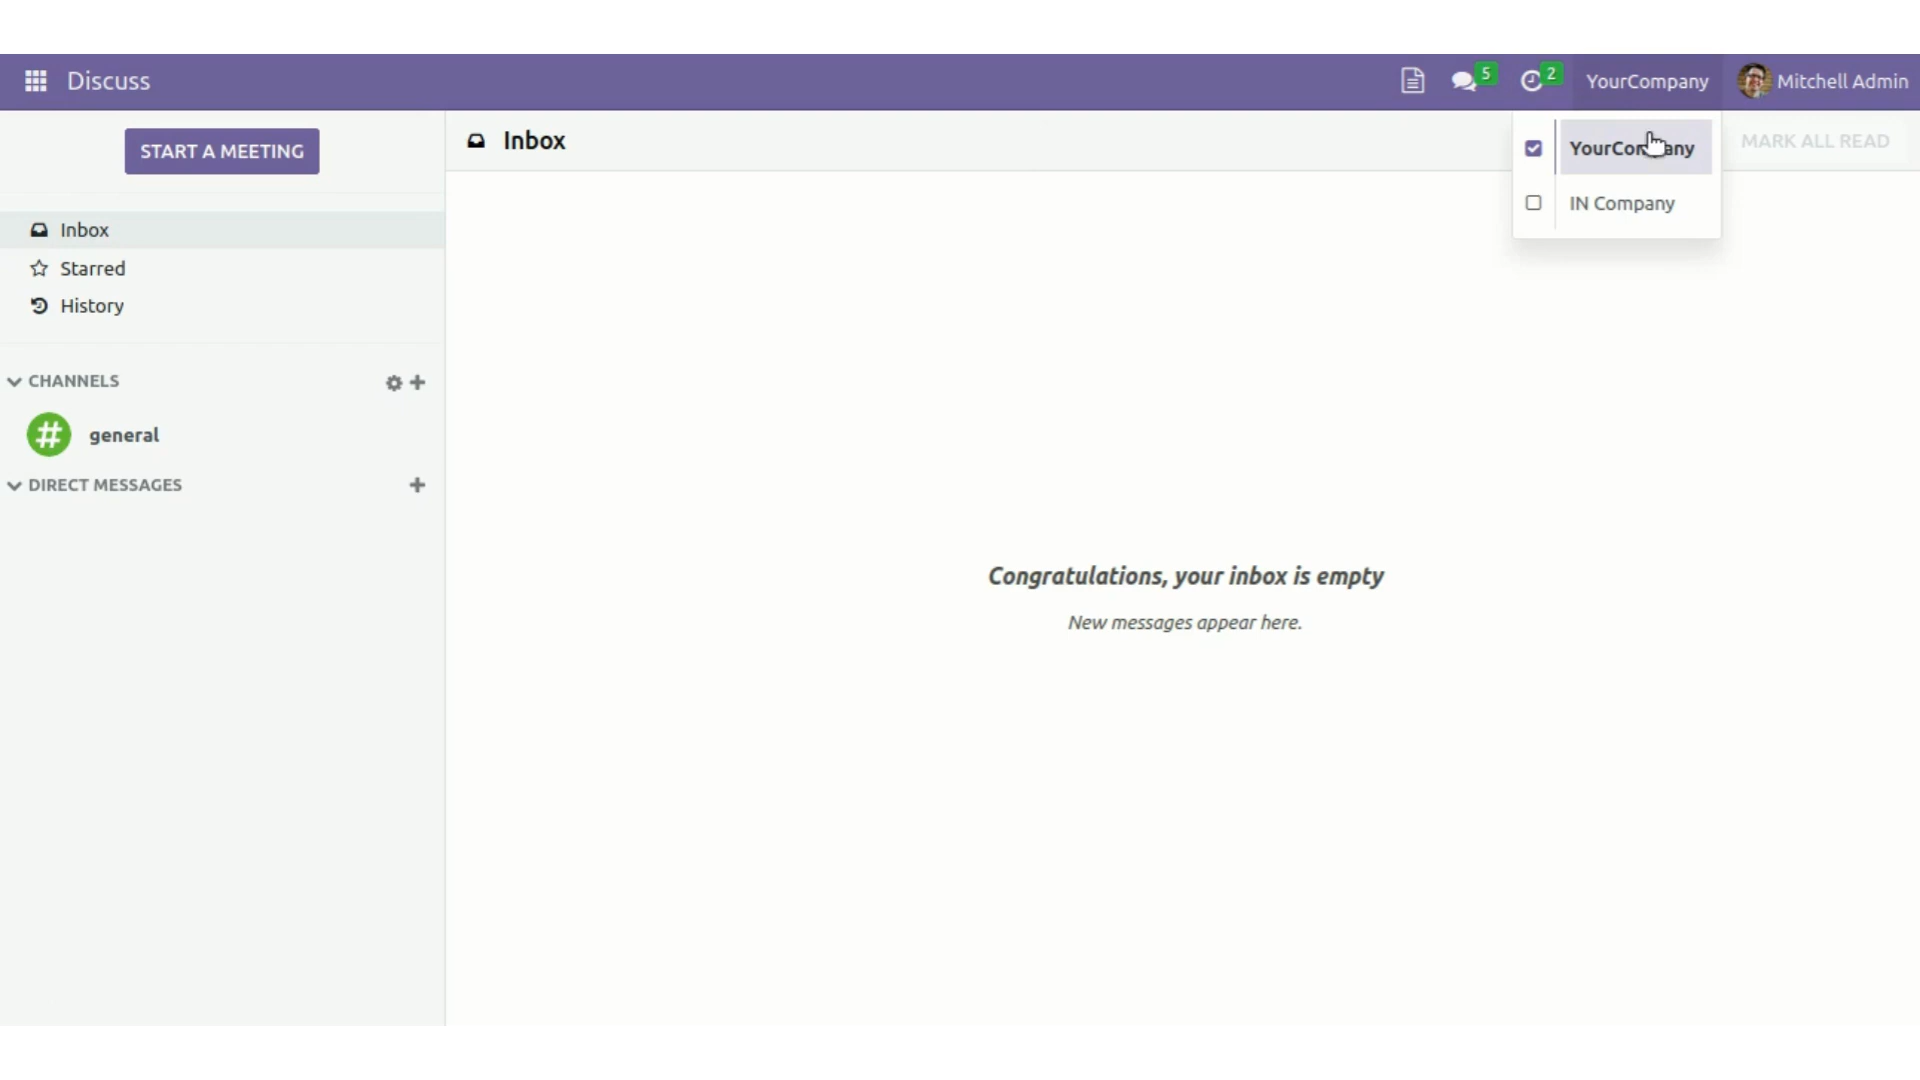 Discuss
5
2
YourCompany
Mitchell Admin
START A MEETING
Inbox
YourCompany
MARK ALL READ
IN Company
Inbox
Starred
History
CHANNELS
general
DIRECT MESSAGES
Congratulations, your inbox is empty
New messages appear here.